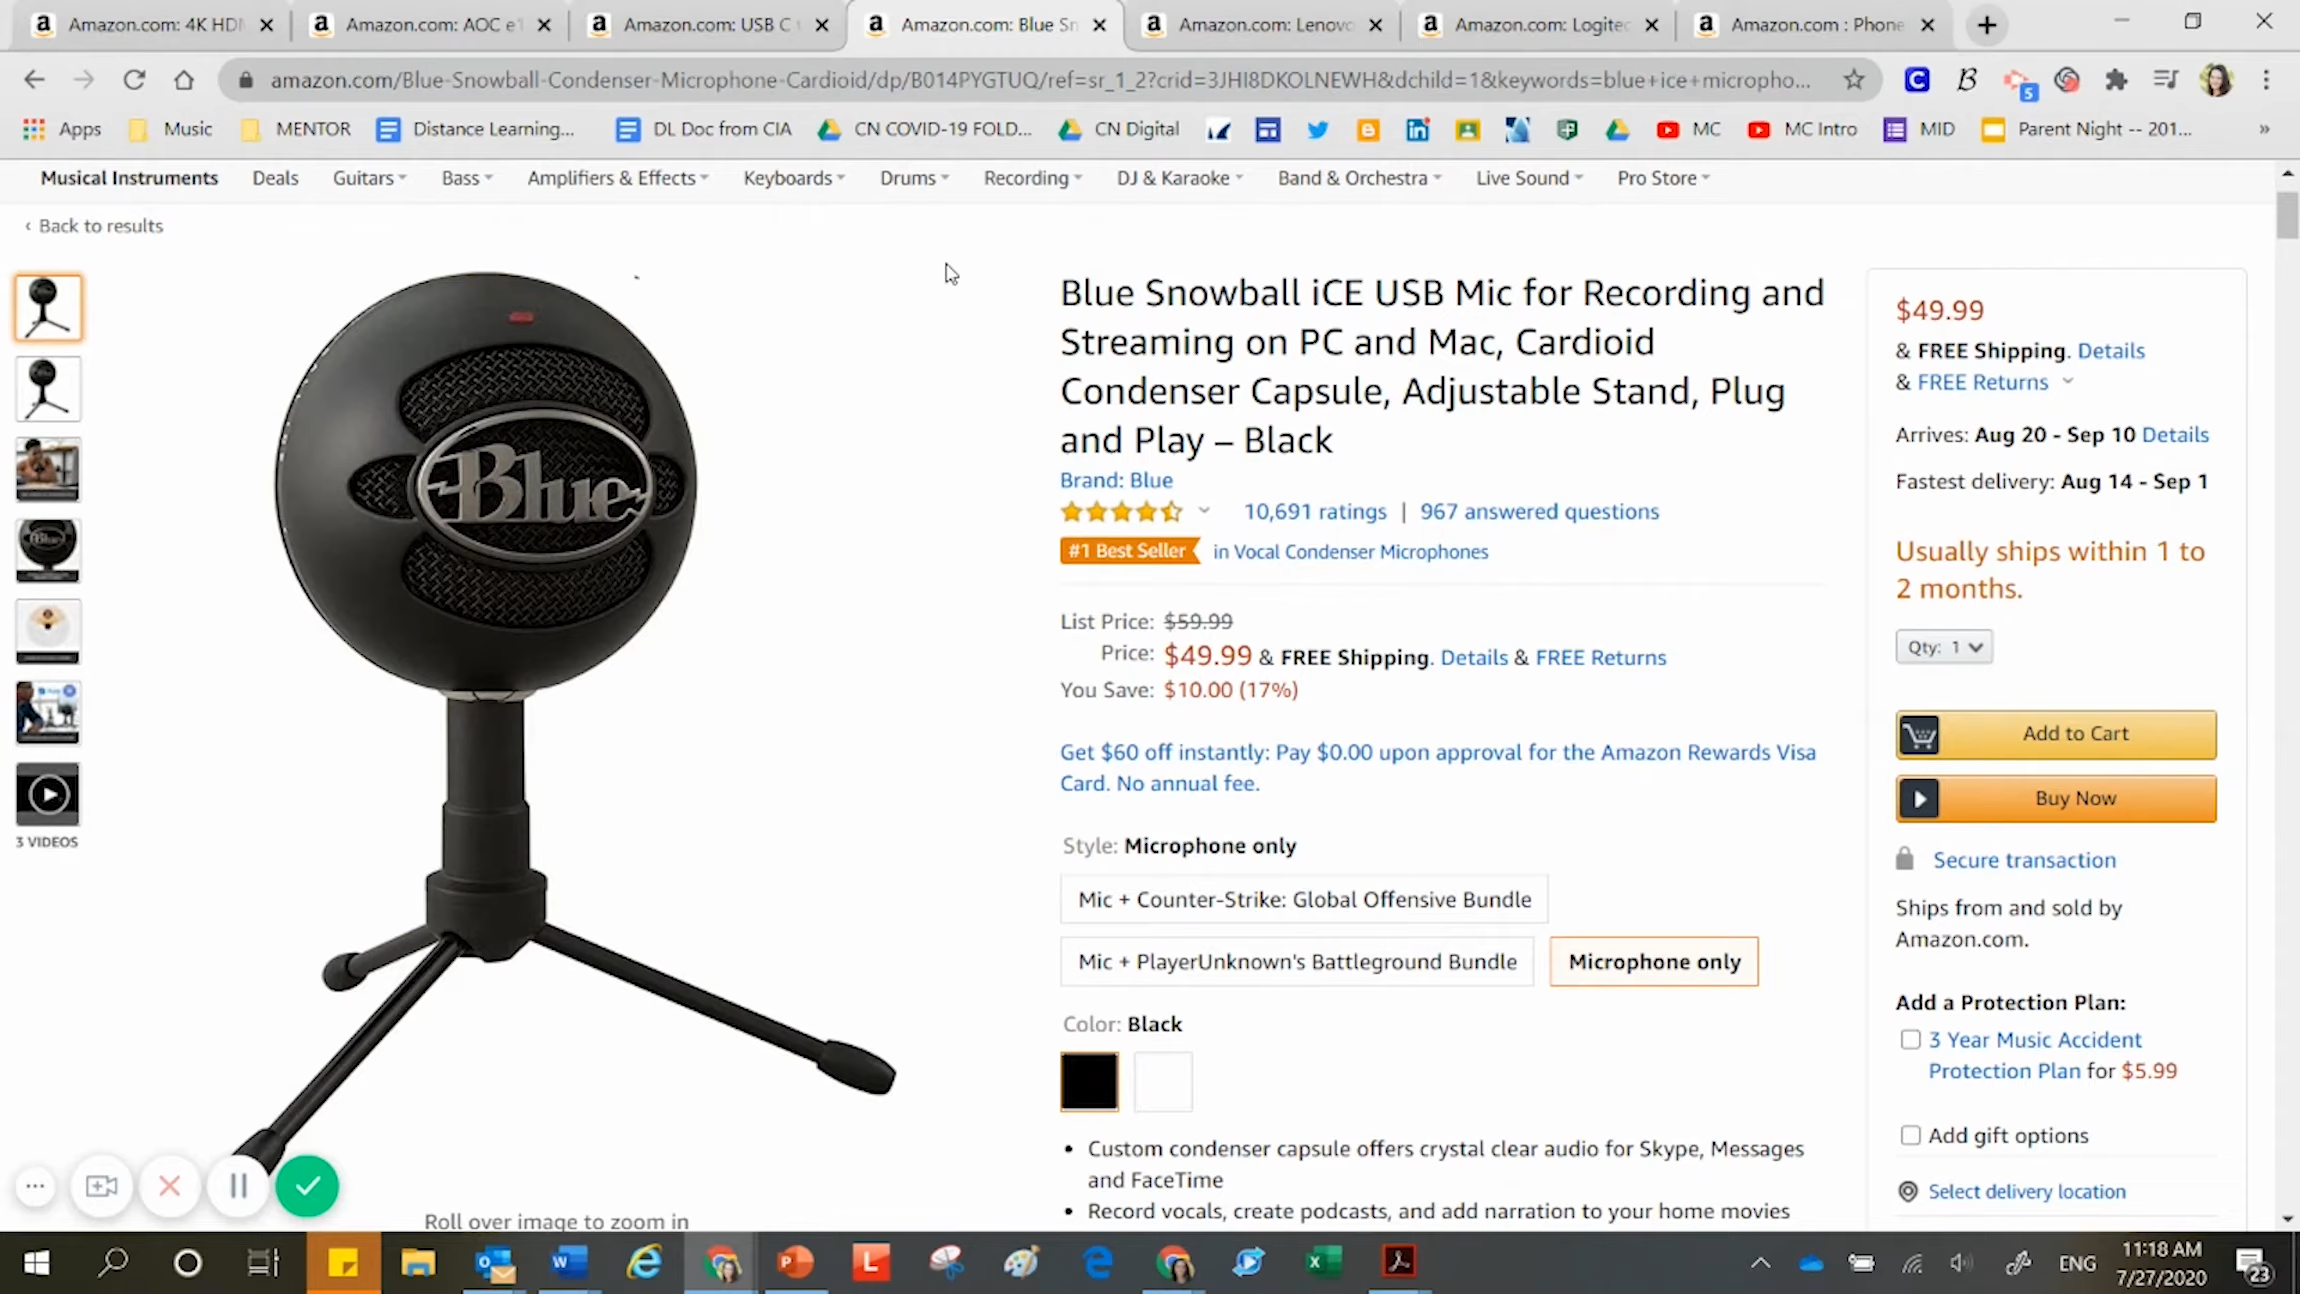 Amazon.com: 4K HDM
Amazon.com: AOC e1
Amazon.com: USB C t
Amazon.com: Blue Sn
Amazon.com: Lenovo
Amazon.com: Logitec
Amazon.com : Phone
amazon.com/Blue-Snowball-Condenser-Microphone-Cardioid/dp/B014PYGTUQ/ref=sr_1_2?crid=3JHI8DKOLNEWH&dchild=1&keywords=blue+ice+micropho...
5
Apps Music MENTOR Distance Learning... DL Doc from CIA CN COVID-19 FOLD... CN Digital MC MC Intro MID Parent Night -- 201... »
Musical Instruments Deals Guitars Bass Amplifiers & Effects Keyboards Drums Recording DJ & Karaoke Band & Orchestra Live Sound Pro Store
‹ Back to results
Blue
3 VIDEOS
Roll over image to zoom in
Blue Snowball iCE USB Mic for Recording and
Streaming on PC and Mac, Cardioid
Condenser Capsule, Adjustable Stand, Plug
and Play – Black
Brand: Blue
10,691 ratings | 967 answered questions
#1 Best Seller in Vocal Condenser Microphones
List Price: $59.99
Price: $49.99 & FREE Shipping. Details & FREE Returns
You Save: $10.00 (17%)
Get $60 off instantly: Pay $0.00 upon approval for the Amazon Rewards Visa
Card. No annual fee.
Style: Microphone only
Mic + Counter-Strike: Global Offensive Bundle
Mic + PlayerUnknown's Battleground Bundle
Microphone only
Color: Black
• Custom condenser capsule offers crystal clear audio for Skype, Messages
and FaceTime
• Record vocals, create podcasts, and add narration to your home movies
$49.99
& FREE Shipping. Details
& FREE Returns
Arrives: Aug 20 - Sep 10 Details
Fastest delivery: Aug 14 - Sep 1
Usually ships within 1 to
2 months.
Qty: 1
Add to Cart
Buy Now
Secure transaction
Ships from and sold by
Amazon.com.
Add a Protection Plan:
3 Year Music Accident
Protection Plan for $5.99
Add gift options
Select delivery location
ENG
11:18 AM
7/27/2020
23